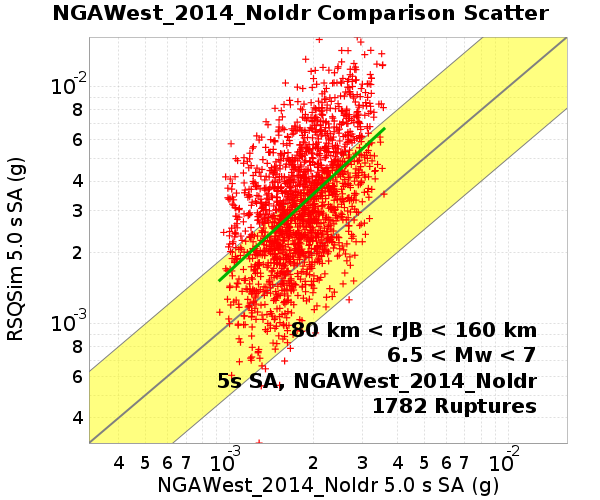 NGAWest_2014_NoIdr Comparison Scatter
RSQSim 5.0 s SA (g)
10⁻²
8
6
4
3
2
10⁻³
8
6
4
80 km < rJB < 160 km
6.5 < Mw < 7
5s SA, NGAWest_2014_NoIdr
1782 Ruptures
4 5 6 7 10⁻³ 2 3 4 5 6 7 10⁻²
NGAWest_2014_NoIdr 5.0 s SA (g)